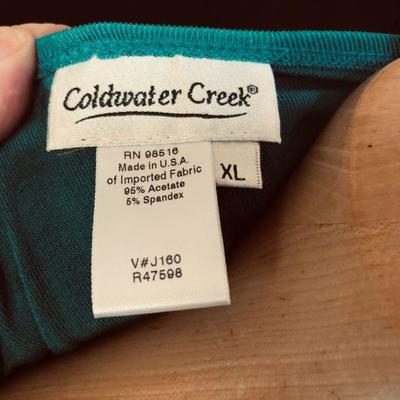 Coldwater Creek®
RN 98516
Made in U.S.A.
of Imported Fabric
95% Acetate
5% Spandex
XL
V#J160
R47598